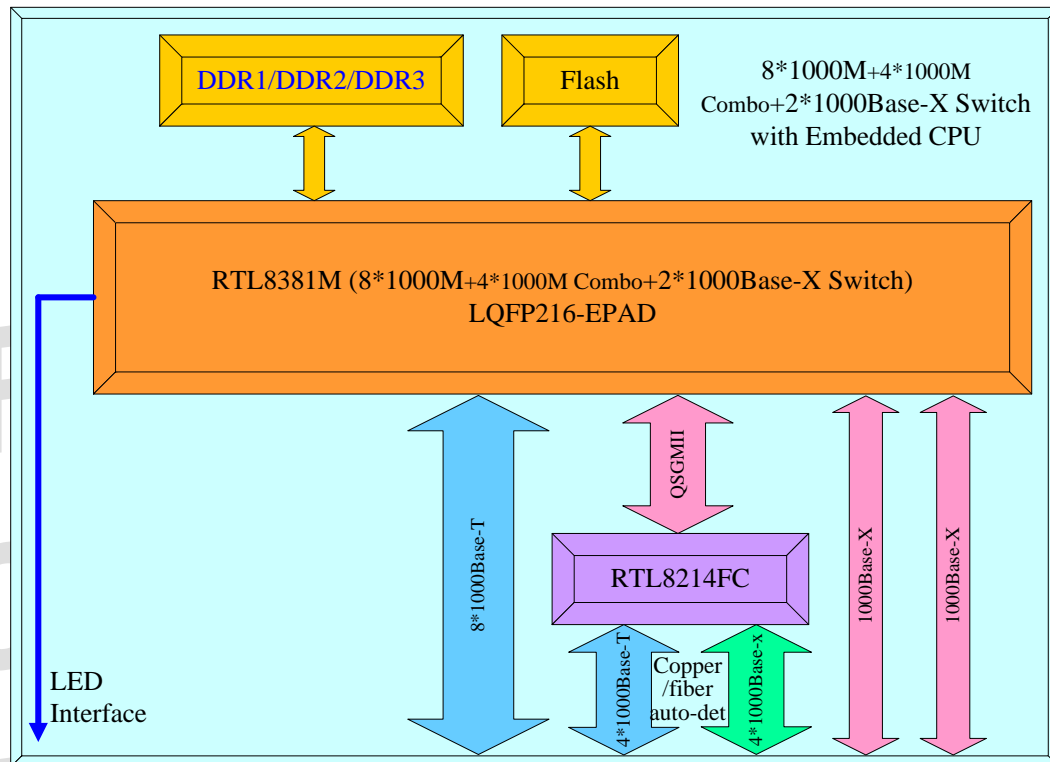 DDR1/DDR2/DDR3
Flash
8*1000M+4*1000M
Combo+2*1000Base-X Switch
with Embedded CPU
RTL8381M (8*1000M+4*1000M Combo+2*1000Base-X Switch)
LQFP216-EPAD
QSGMII
8*1000Base-T
1000Base-X
1000Base-X
RTL8214FC
4*1000Base-T
Copper
/fiber
auto-det
4*1000Base-x
LED
Interface